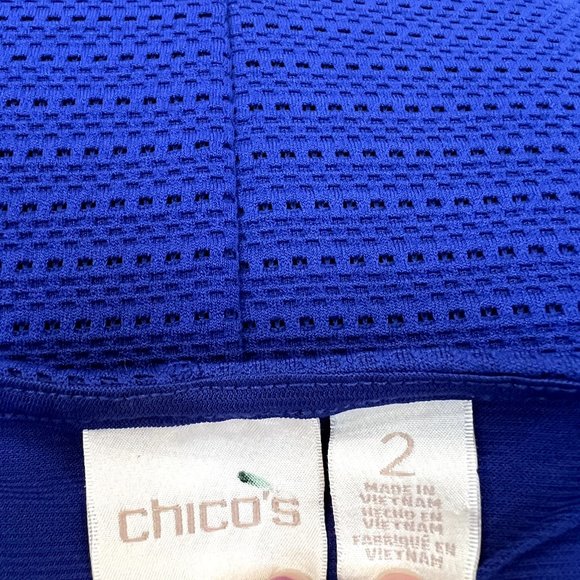 chico's
2
MADE IN
VIETNAM
HECHO EN
VIETNAM
FABRIQUÉ EN
VIETNAM